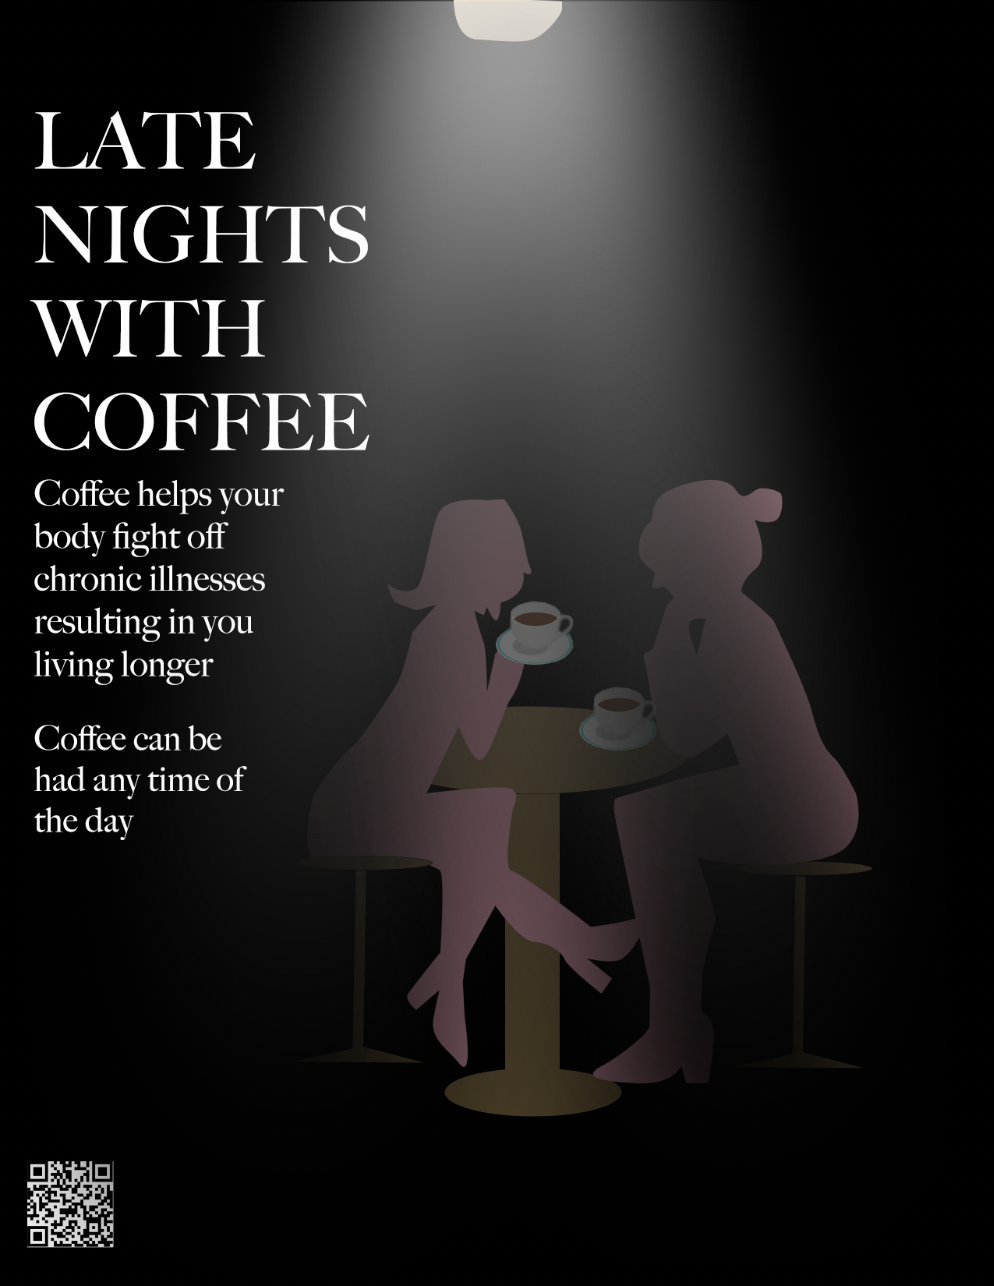 LATE
NIGHTS
WITH
COFFEE
Coffee helps your
body fight off
chronic illnesses
resulting in you
living longer
Coffee can be
had any time of
the day